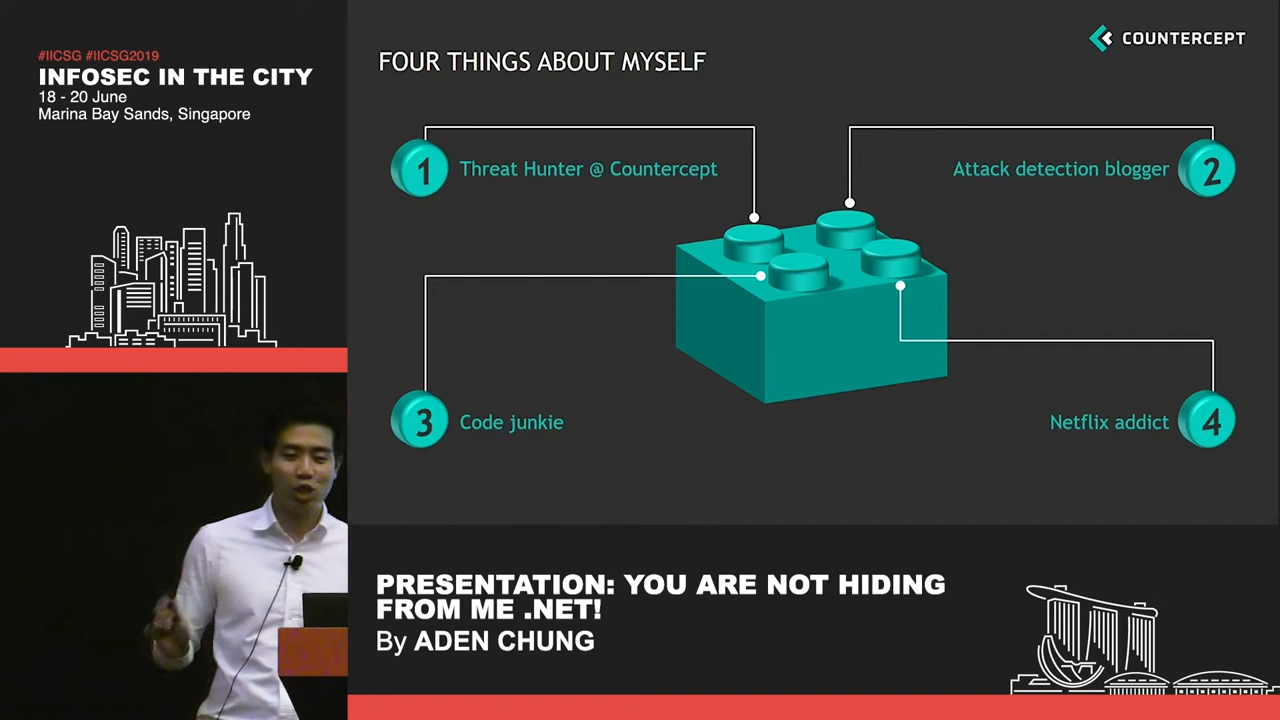 #IICSG #IICSG2019
INFOSEC IN THE CITY
18 - 20 June
Marina Bay Sands, Singapore
COUNTERCEPT
FOUR THINGS ABOUT MYSELF
1 Threat Hunter @ Countercept
Attack detection blogger 2
3 Code junkie
Netflix addict 4
PRESENTATION: YOU ARE NOT HIDING
FROM ME .NET!
By ADEN CHUNG